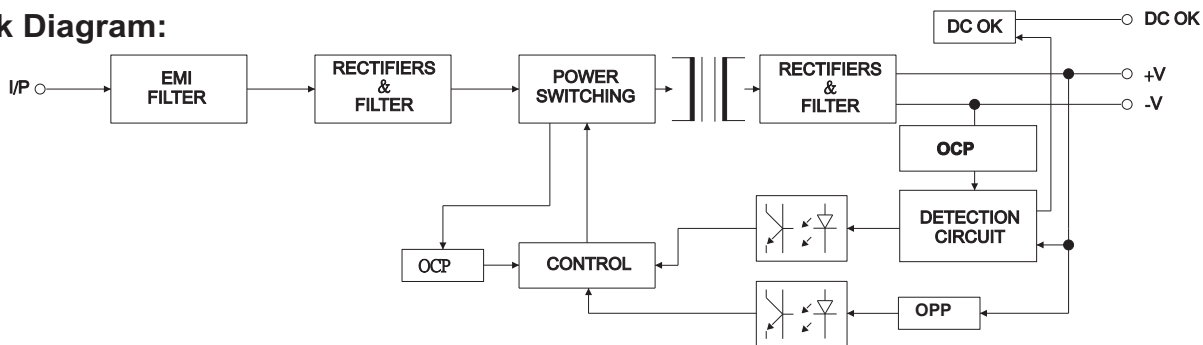 k Diagram:
DC OK
DC OK
I/P
EMI
FILTER
RECTIFIERS
&
FILTER
POWER
SWITCHING
RECTIFIERS
&
FILTER
+V
-V
OCP
DETECTION
CIRCUIT
OCP
CONTROL
OPP